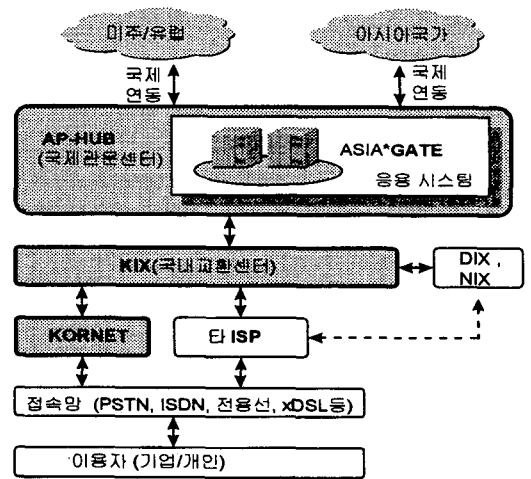 미주/유럽
아시아국가
국제
연동
국제
연동
AP-HUB
(국제관문센터)
ASIA*GATE
응용 시스팀
KIX(국내교환센터)
DIX,
NIX
KORNET
타 ISP
접속망 (PSTN, ISDN, 전용선, xDSL등)
이용자 (기업/개인)